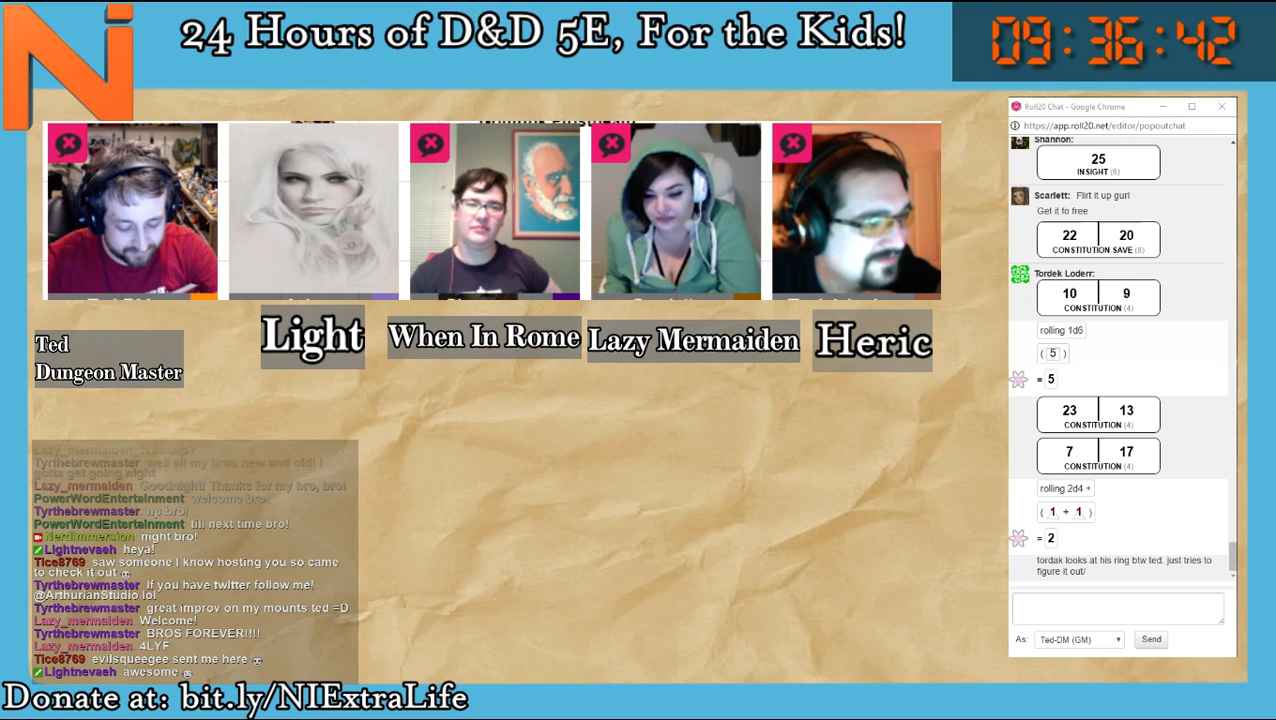 24 Hours of D&D 5E, For the Kids!
09:36:42
Roll20 Chat - Google Chrome
https://app.roll20.net/editor/popoutchat
Shannon:
25
INSIGHT (6)
Scarlett: Flirt it up gurl
Get it fo free
22 20
CONSTITUTION SAVE (8)
Tordek Loderr:
10 9
CONSTITUTION (4)
rolling 1d6
( 5 )
= 5
23 13
CONSTITUTION (4)
7 17
CONSTITUTION (4)
rolling 2d4 +
( 1 + 1 )
= 2
tordak looks at his ring btw ted. just tries to
figure it out/
As: Ted-DM (GM) Send
Ted
Dungeon Master
Light
When In Rome
Lazy Mermaiden
Heric
Tyrthebrewmaster well all my bros new and old! I
gotta get going night
Lazy_mermaiden Goodnight! Thanks for my bro, bro!
PowerWordEntertainment welcome bro!
Tyrthebrewmaster np bro!
PowerWordEntertainment till next time bro!
NerdImmersion night bro!
Lightnevaeh heya!
Tice8769 saw someone I know hosting you so came
to check it out
Tyrthebrewmaster If you have twitter follow me!
@ArthurianStudio lol
Tyrthebrewmaster great improv on my mounts ted =D
Lazy_mermaiden Welcome!
Tyrthebrewmaster BROS FOREVER!!!!
Lazy_mermaiden 4LYF
Tice8769 evilsqueegee sent me here
Lightnevaeh awesome
Donate at: bit.ly/NIExtraLife